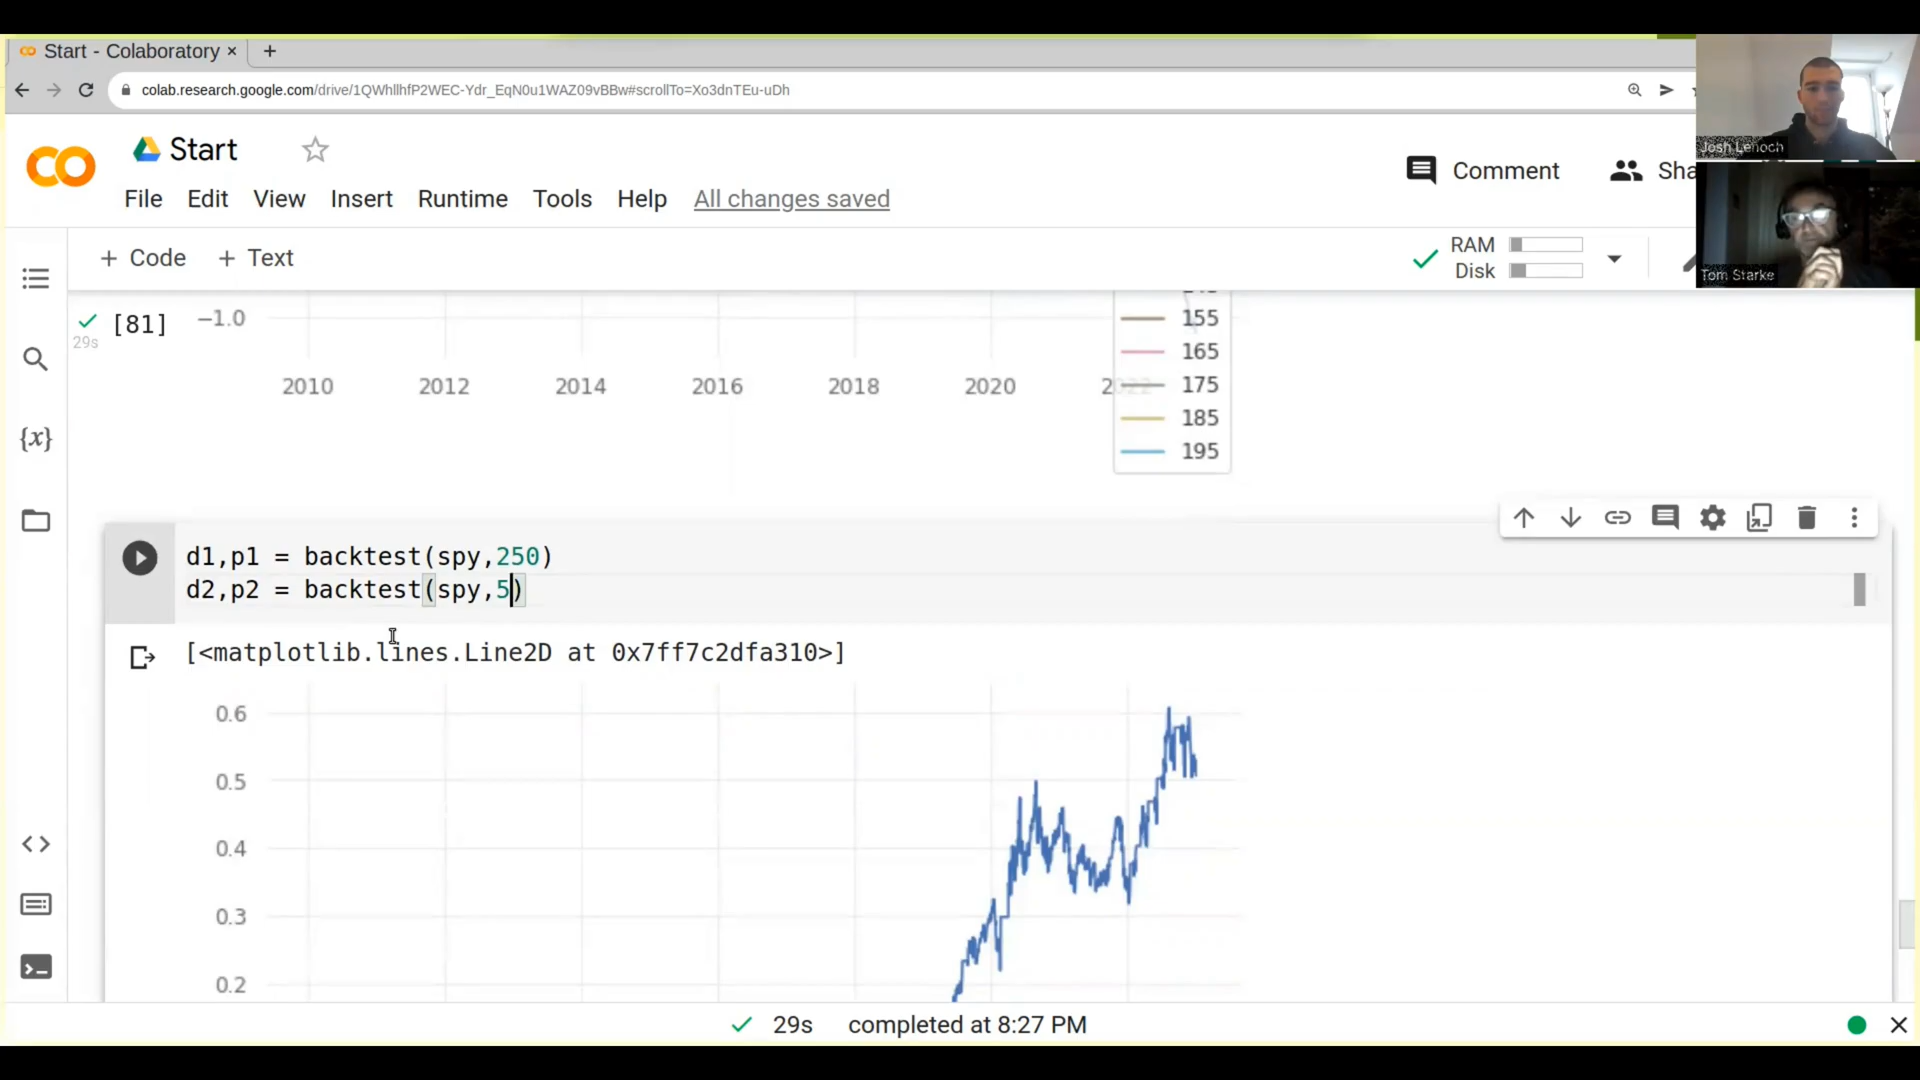 Start - Colaboratory
colab.research.google.com/drive/1QWhllhfP2WEC-Ydr_EqN0u1WAZ09vBBw#scrollTo=Xo3dnTEu-uDh
Josh Lenoch
Start
Comment
Sha
File Edit View Insert Runtime Tools Help All changes saved
+ Code + Text
RAM
Disk
Tom Starke
[81]
29s
−1.0
155
165
175
185
195
2010 2012 2014 2016 2018 2020 2022
d1,p1 = backtest(spy,250)
d2,p2 = backtest(spy,5)
[<matplotlib.lines.Line2D at 0x7ff7c2dfa310>]
0.6
0.5
0.4
0.3
0.2
29s completed at 8:27 PM